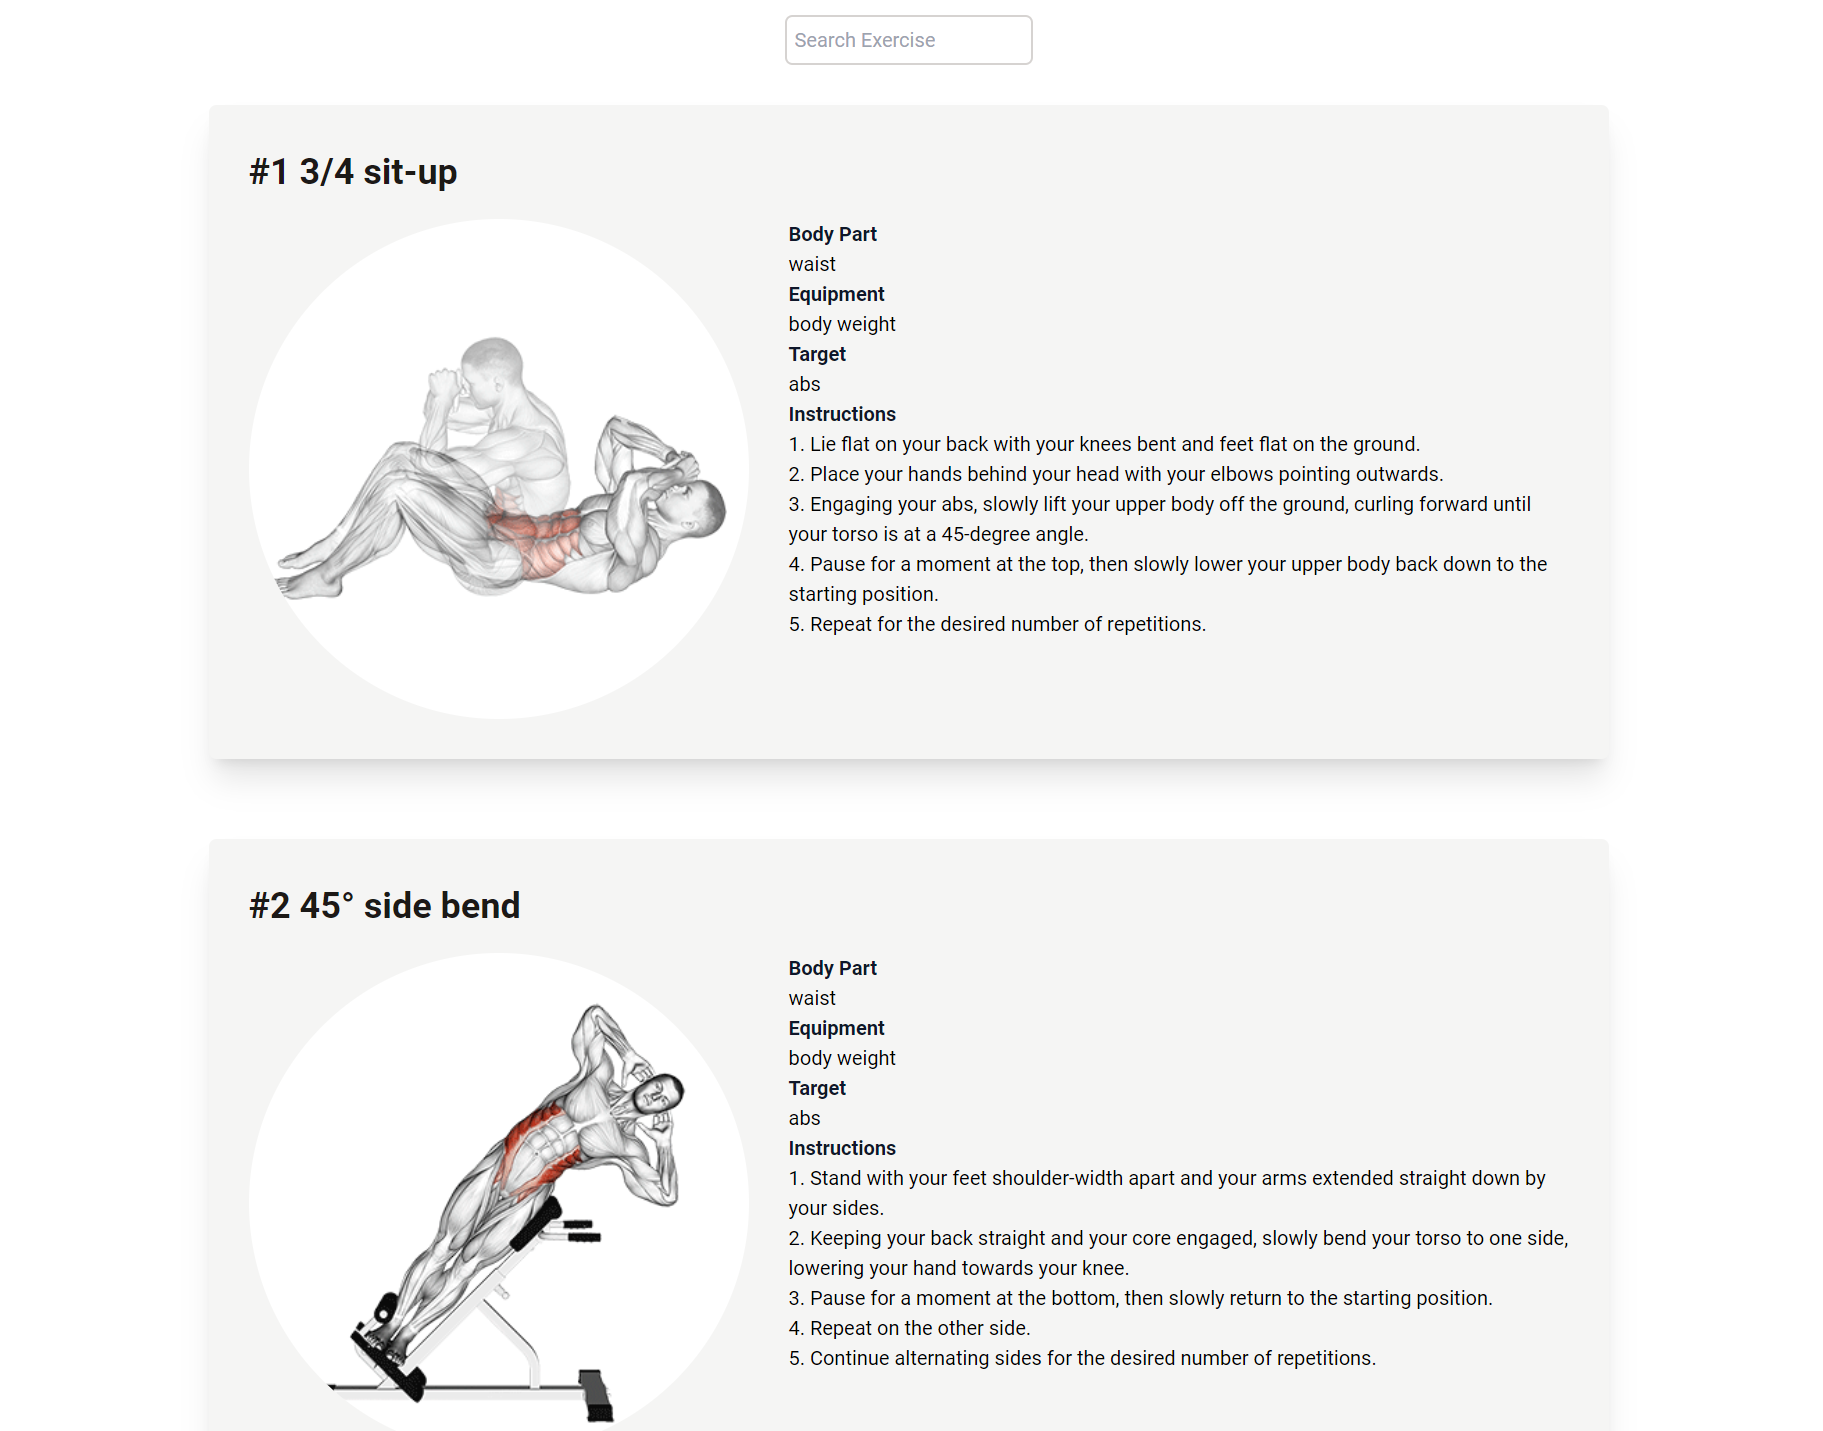 Search Exercise
#1 3/4 sit-up
Body Part
waist
Equipment
body weight
Target
abs
Instructions
1. Lie flat on your back with your knees bent and feet flat on the ground.
2. Place your hands behind your head with your elbows pointing outwards.
3. Engaging your abs, slowly lift your upper body off the ground, curling forward until
your torso is at a 45-degree angle.
4. Pause for a moment at the top, then slowly lower your upper body back down to the
starting position.
5. Repeat for the desired number of repetitions.
#2 45° side bend
Body Part
waist
Equipment
body weight
Target
abs
Instructions
1. Stand with your feet shoulder-width apart and your arms extended straight down by
your sides.
2. Keeping your back straight and your core engaged, slowly bend your torso to one side,
lowering your hand towards your knee.
3. Pause for a moment at the bottom, then slowly return to the starting position.
4. Repeat on the other side.
5. Continue alternating sides for the desired number of repetitions.